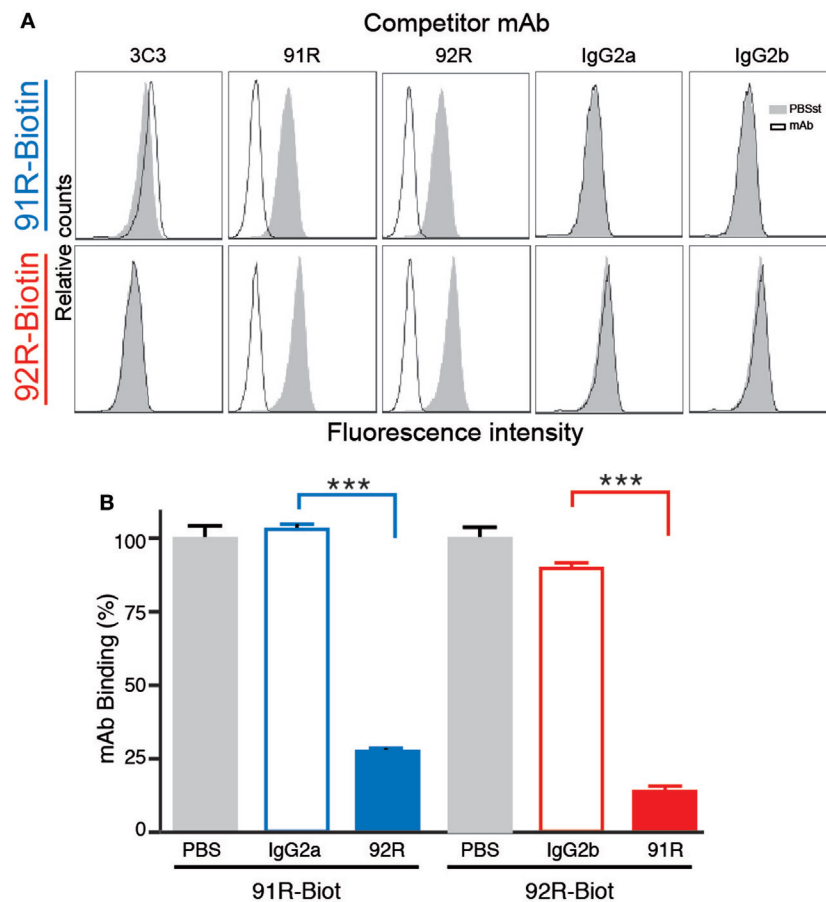 A
Competitor mAb
3C3 91R 92R IgG2a IgG2b
91R-Biotin
PBSst
mAb
Relative counts
92R-Biotin
Fluorescence intensity
B
*** ***
mAb Binding (%)
100
75
50
25
0
PBS IgG2a 92R PBS IgG2b 91R
91R-Biot 92R-Biot